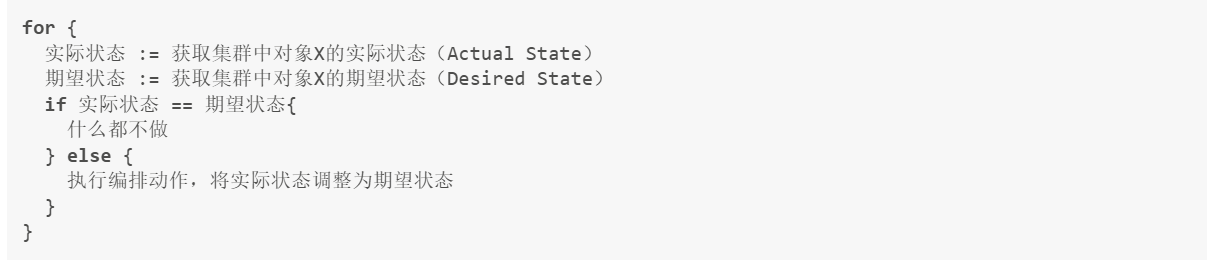 for {
  实际状态 := 获取集群中对象X的实际状态（Actual State）
  期望状态 := 获取集群中对象X的期望状态（Desired State）
  if 实际状态 == 期望状态{
    什么都不做
  } else {
    执行编排动作，将实际状态调整为期望状态
  }
}